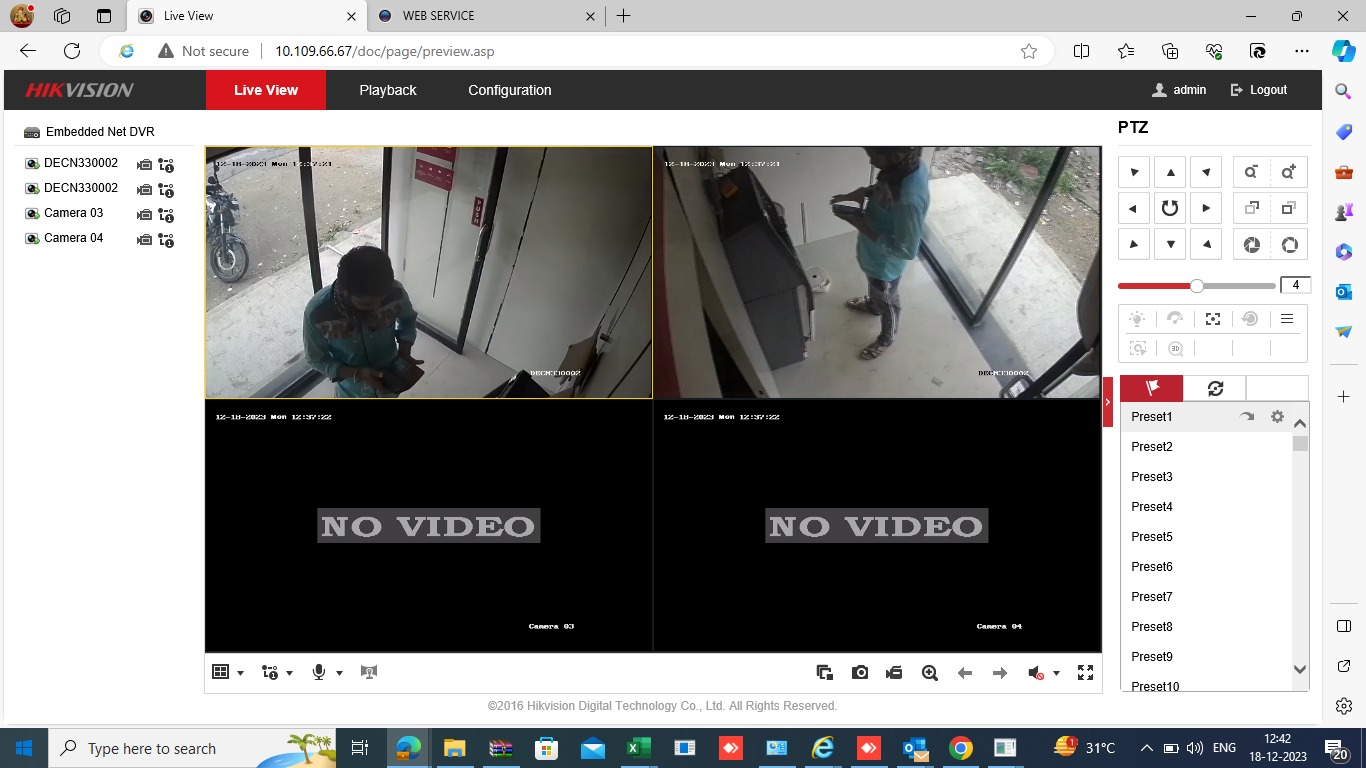 Live View
WEB SERVICE
Not secure
10.109.66.67/doc/page/preview.asp
HIKVISION
Live View
Playback
Configuration
admin
Logout
Embedded Net DVR
DECN330002
DECN330002
Camera 03
Camera 04
12-18-2023 Mon 12:37:21
PUSH
DECN330002
12-18-2023 Mon 12:37:21
DECN330002
12-18-2023 Mon 12:37:22
NO VIDEO
Camera 03
12-18-2023 Mon 12:37:22
NO VIDEO
Camera 04
PTZ
4
3D
Preset1
Preset2
Preset3
Preset4
Preset5
Preset6
Preset7
Preset8
Preset9
Preset10
©2016 Hikvision Digital Technology Co., Ltd. All Rights Reserved.
Type here to search
1
31°C
ENG
12:42
18-12-2023
20